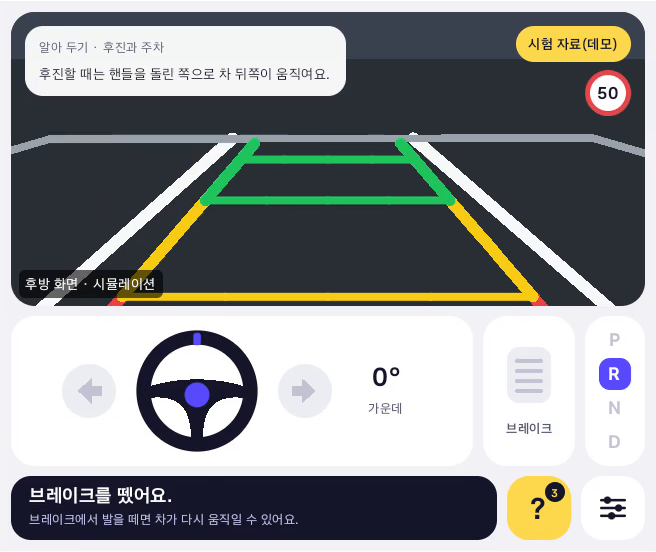 알아 두기 · 후진과 주차
후진할 때는 핸들을 돌린 쪽으로 차 뒤쪽이 움직여요.
시험 자료(데모)
50
후방 화면 · 시뮬레이션
0°
가운데
브레이크
P
R
N
D
브레이크를 뗐어요.
브레이크에서 발을 떼면 차가 다시 움직일 수 있어요.
?
3